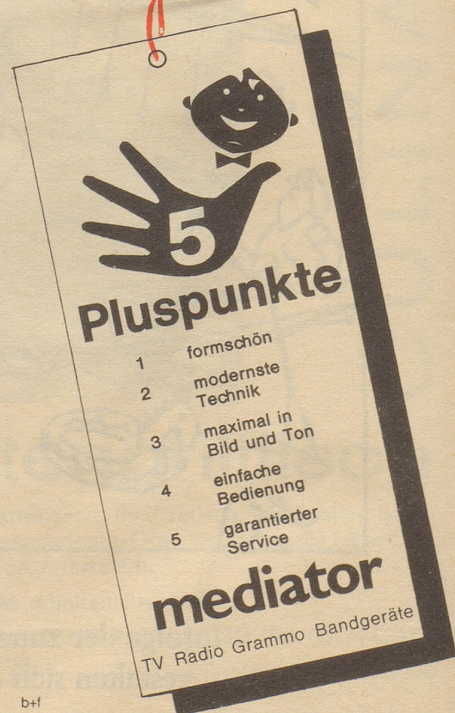 5
Pluspunkte
1 formschön
2 modernste
Technik
3 maximal in
Bild und Ton
4 einfache
Bedienung
5 garantierter
Service
mediator
TV Radio Grammo Bandgeräte
b+f